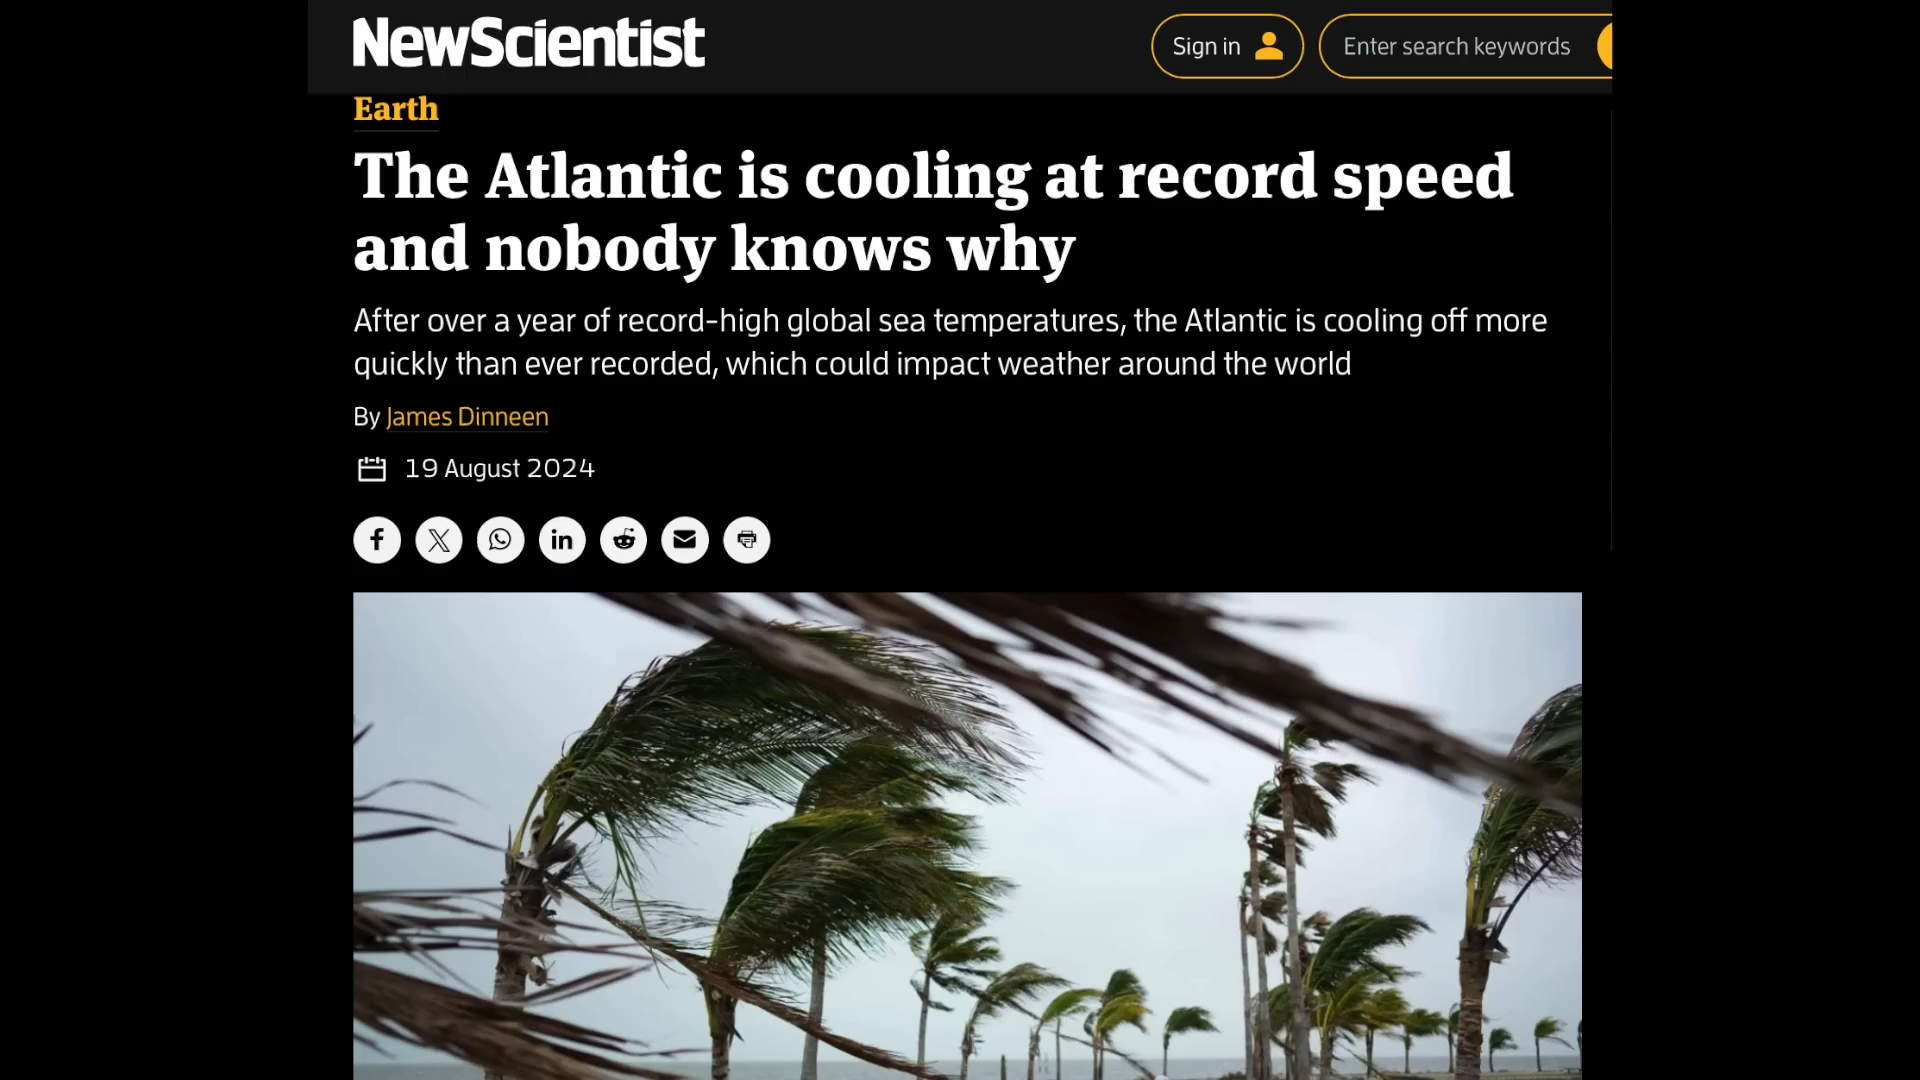 NewScientist
Sign in
Enter search keywords
Earth
The Atlantic is cooling at record speed
and nobody knows why
After over a year of record-high global sea temperatures, the Atlantic is cooling off more
quickly than ever recorded, which could impact weather around the world
By James Dinneen
19 August 2024